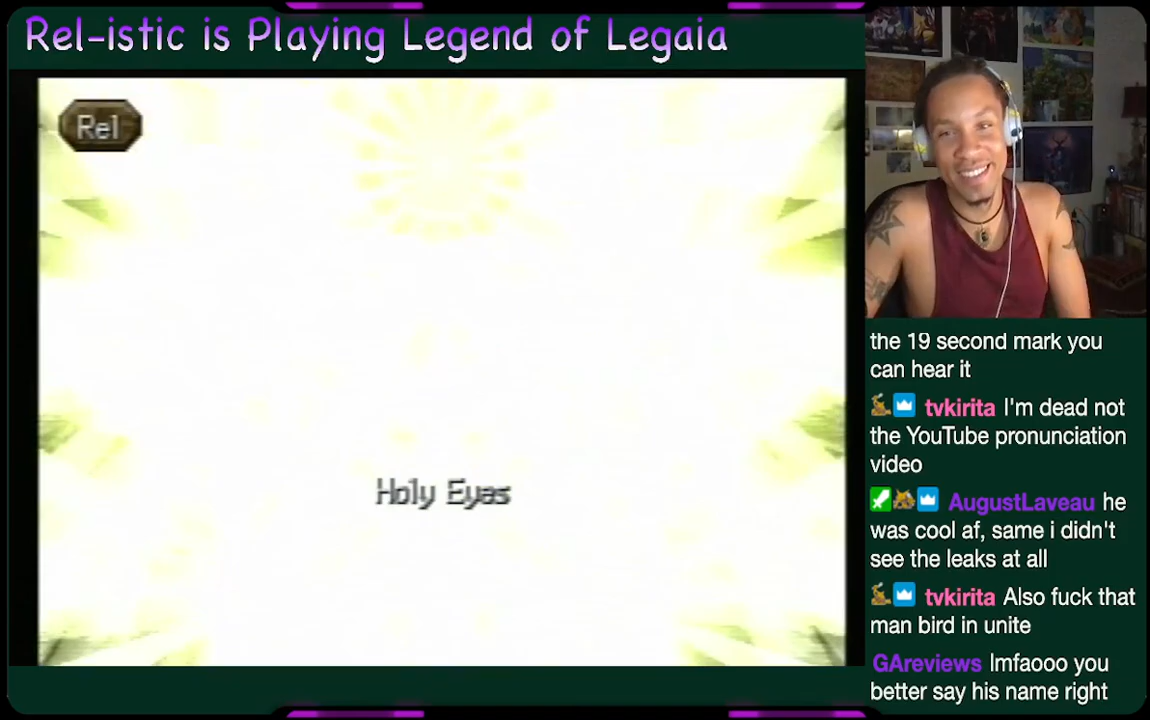 Rel-istic is Playing Legend of Legaia
Rel
Holy Eyes
the 19 second mark you
can hear it
tvkirita I'm dead not
the YouTube pronunciation
video
AugustLaveau he
was cool af, same i didn't
see the leaks at all
tvkirita Also fuck that
man bird in unite
GAreviews lmfaooo you
better say his name right